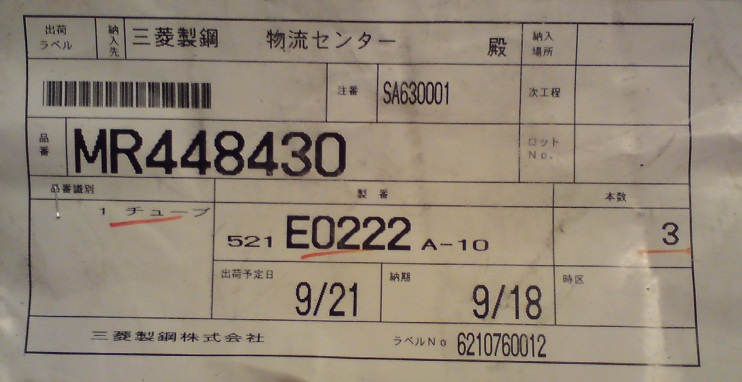 出荷ラベル 納入先 三菱製鋼 物流センター 殿 納入場所
注番 SA630001 次工程
品番 MR448430 ロットNo.
品番識別 製番 本数
1 チューブ 521 E0222 A-10 3
出荷予定日 9/21 納期 9/18 時区
三菱製鋼株式会社 ラベルNo 6210760012